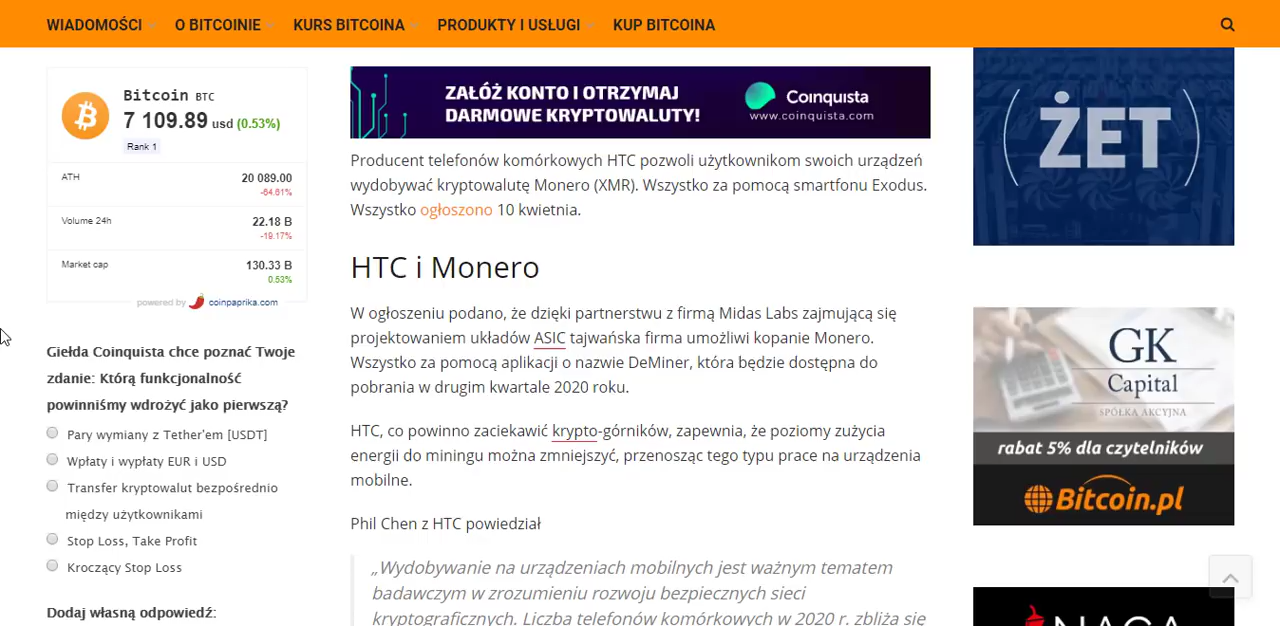 WIADOMOŚCI O BITCOINIE KURS BITCOINA PRODUKTY I USŁUGI KUP BITCOINA
Bitcoin BTC
7 109.89 usd (0.53%)
Rank 1
ATH 20 089.00
-64.61%
Volume 24h 22.18 B
-19.17%
Market cap 130.33 B
0.53%
powered by coinpaprika.com
Giełda Coinquista chce poznać Twoje
zdanie: Którą funkcjonalność
powinniśmy wdrożyć jako pierwszą?
Pary wymiany z Tether'em [USDT]
Wpłaty i wypłaty EUR i USD
Transfer kryptowalut bezpośrednio
między użytkownikami
Stop Loss, Take Profit
Kroczący Stop Loss
Dodaj własną odpowiedź:
ZAŁÓŻ KONTO I OTRZYMAJ
DARMOWE KRYPTOWALUTY!
Coinquista
www.coinquista.com
Producent telefonów komórkowych HTC pozwoli użytkownikom swoich urządzeń
wydobywać kryptowalutę Monero (XMR). Wszystko za pomocą smartfonu Exodus.
Wszystko ogłoszono 10 kwietnia.
HTC i Monero
W ogłoszeniu podano, że dzięki partnerstwu z firmą Midas Labs zajmującą się
projektowaniem układów ASIC tajwańska firma umożliwi kopanie Monero.
Wszystko za pomocą aplikacji o nazwie DeMiner, która będzie dostępna do
pobrania w drugim kwartale 2020 roku.
HTC, co powinno zaciekawić krypto-górników, zapewnia, że poziomy zużycia
energii do miningu można zmniejszyć, przenosząc tego typu prace na urządzenia
mobilne.
Phil Chen z HTC powiedział
„Wydobywanie na urządzeniach mobilnych jest ważnym tematem
badawczym w zrozumieniu rozwoju bezpiecznych sieci
kryptograficznych. Liczba telefonów komórkowych w 2020 r. zbliża się
(ŻET)
GK
Capital
SPÓŁKA AKCYJNA
rabat 5% dla czytelników
Bitcoin.pl
NAGA